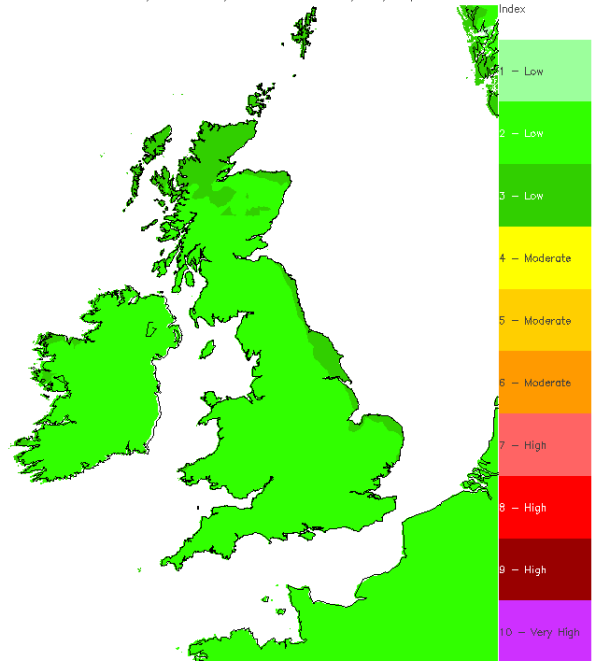 Index
1 – Low
2 – Low
3 – Low
4 – Moderate
5 – Moderate
6 – Moderate
7 – High
8 – High
9 – High
10 – Very High